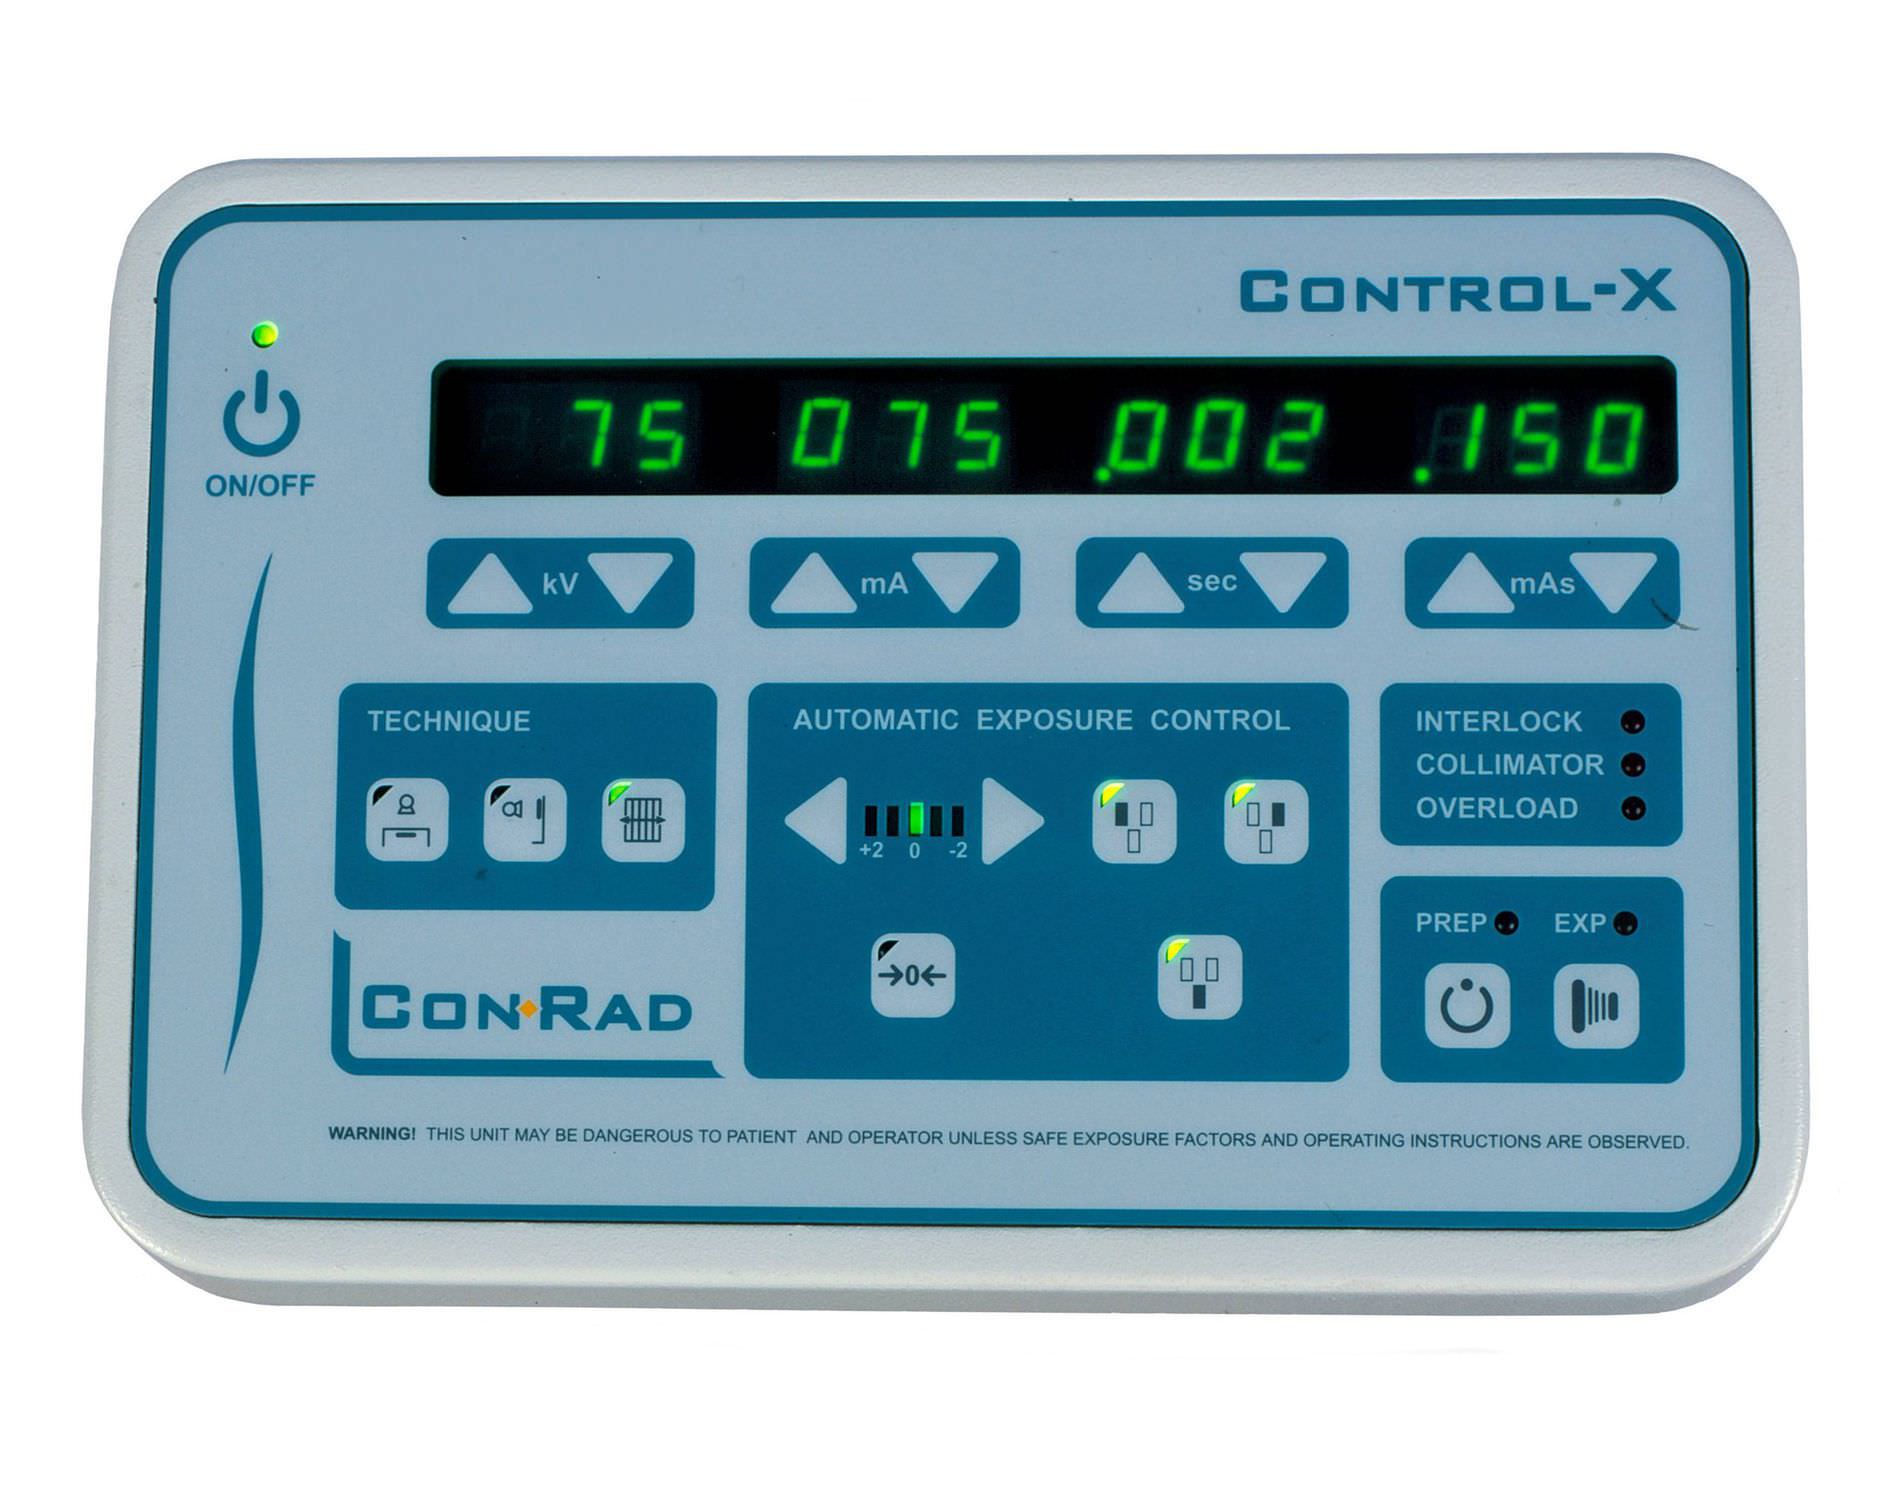 CONTROL-X
ON/OFF
75 075 .002 .150
kV mA sec mAs
TECHNIQUE
AUTOMATIC EXPOSURE CONTROL
+2 0 -2
→0←
INTERLOCK
COLLIMATOR
OVERLOAD
PREP EXP
CON◆RAD
WARNING! THIS UNIT MAY BE DANGEROUS TO PATIENT AND OPERATOR UNLESS SAFE EXPOSURE FACTORS AND OPERATING INSTRUCTIONS ARE OBSERVED.